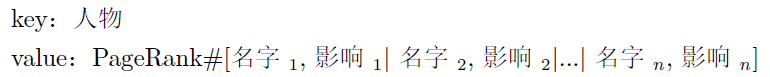 key：人物
value：PageRank#[名字 1, 影响 1| 名字 2, 影响 2|...| 名字 n, 影响 n]